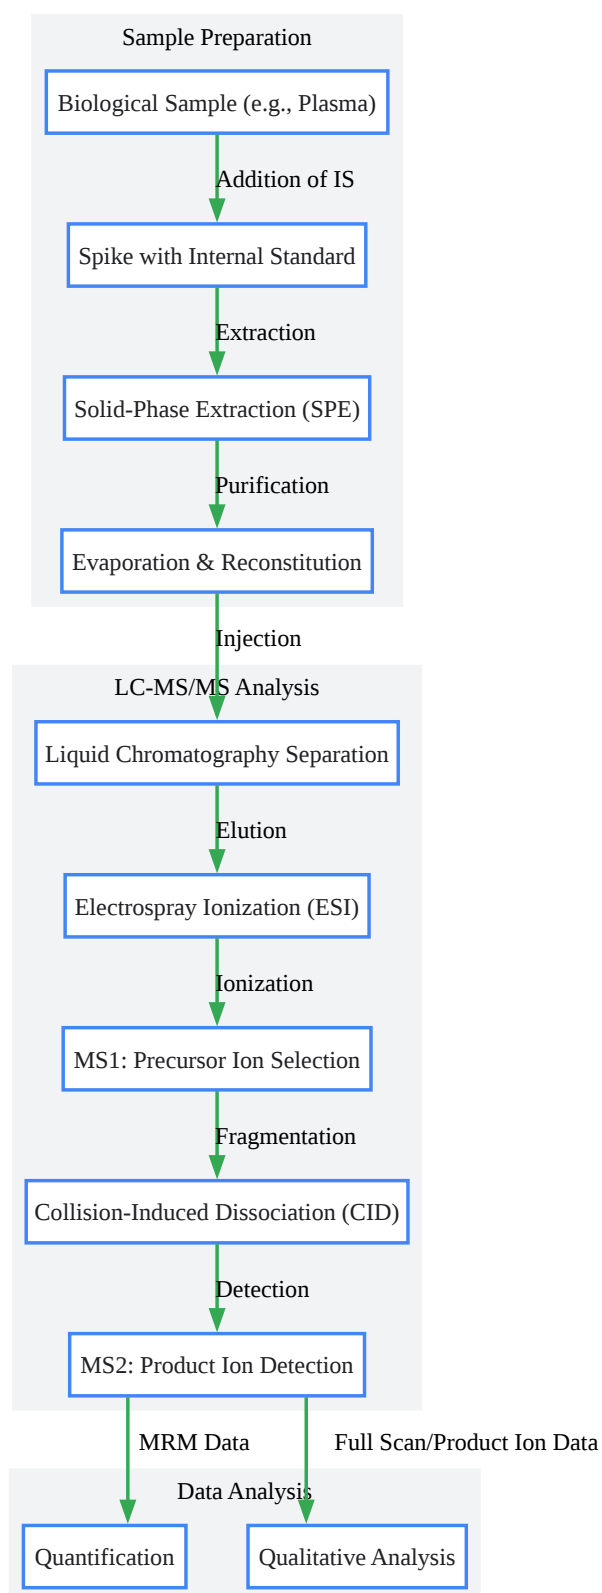 Sample Preparation
Biological Sample (e.g., Plasma)
Addition of IS
Spike with Internal Standard
Extraction
Solid-Phase Extraction (SPE)
Purification
Evaporation & Reconstitution
Injection
LC-MS/MS Analysis
Liquid Chromatography Separation
Elution
Electrospray Ionization (ESI)
Ionization
MS1: Precursor Ion Selection
Fragmentation
Collision-Induced Dissociation (CID)
Detection
MS2: Product Ion Detection
MRM Data
Full Scan/Product Ion Data
Data Analysis
Quantification
Qualitative Analysis